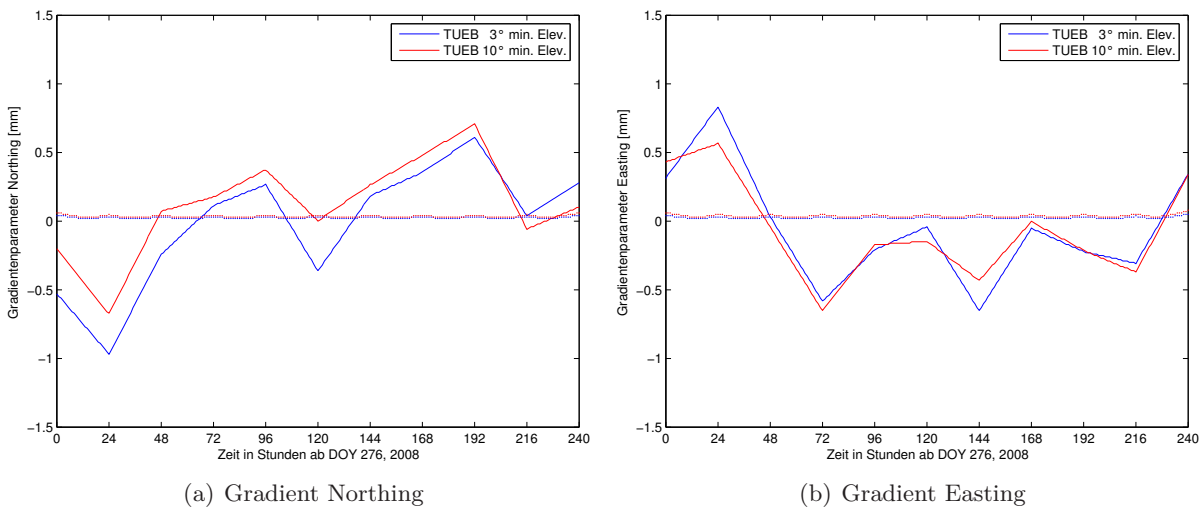 1.5
1
0.5
0
−0.5
−1
−1.5
Gradientenparameter Northing [mm]
TUEB 3° min. Elev.
TUEB 10° min. Elev.
0 24 48 72 96 120 144 168 192 216 240
Zeit in Stunden ab DOY 276, 2008
(a) Gradient Northing
1.5
1
0.5
0
−0.5
−1
−1.5
Gradientenparameter Easting [mm]
TUEB 3° min. Elev.
TUEB 10° min. Elev.
0 24 48 72 96 120 144 168 192 216 240
Zeit in Stunden ab DOY 276, 2008
(b) Gradient Easting